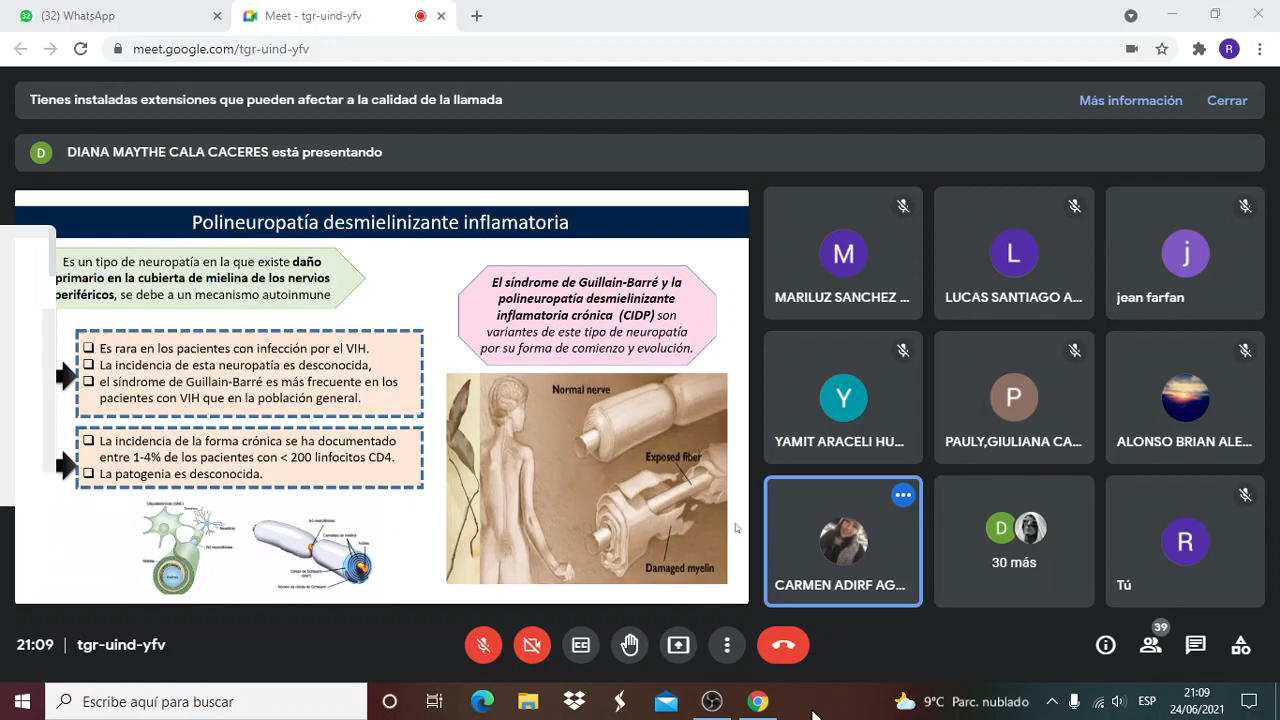 (32) WhatsApp
Meet - tgr-uind-yfv
meet.google.com/tgr-uind-yfv
R
Tienes instaladas extensiones que pueden afectar a la calidad de la llamada
Más información
Cerrar
D
DIANA MAYTHE CALA CACERES está presentando
Polineuropatía desmielinizante inflamatoria
Es un tipo de neuropatía en la que existe daño
primario en la cubierta de mielina de los nervios
periféricos, se debe a un mecanismo autoinmune
Es rara en los pacientes con infección por el VIH.
La incidencia de esta neuropatía es desconocida,
el síndrome de Guillain-Barré es más frecuente en los
pacientes con VIH que en la población general.
La incidencia de la forma crónica se ha documentado
entre 1-4% de los pacientes con < 200 linfocitos CD4.
La patogenia es desconocida.
El síndrome de Guillain-Barré y la
polineuropatía desmielinizante
inflamatoria crónica (CIDP) son
variantes de este tipo de neuropatía
por su forma de comienzo y evolución.
Normal nerve
Exposed fiber
Damaged myelin
M
MARILUZ SANCHEZ ...
L
LUCAS SANTIAGO A...
j
jean farfan
Y
YAMIT ARACELI HU...
P
PAULY,GIULIANA CA...
ALONSO BRIAN ALE...
CARMEN ADIRF AG...
D
30 más
R
Tú
21:09
tgr-uind-yfv
39
Escribe aquí para buscar
9°C Parc. nublado
ESP
21:09
24/06/2021